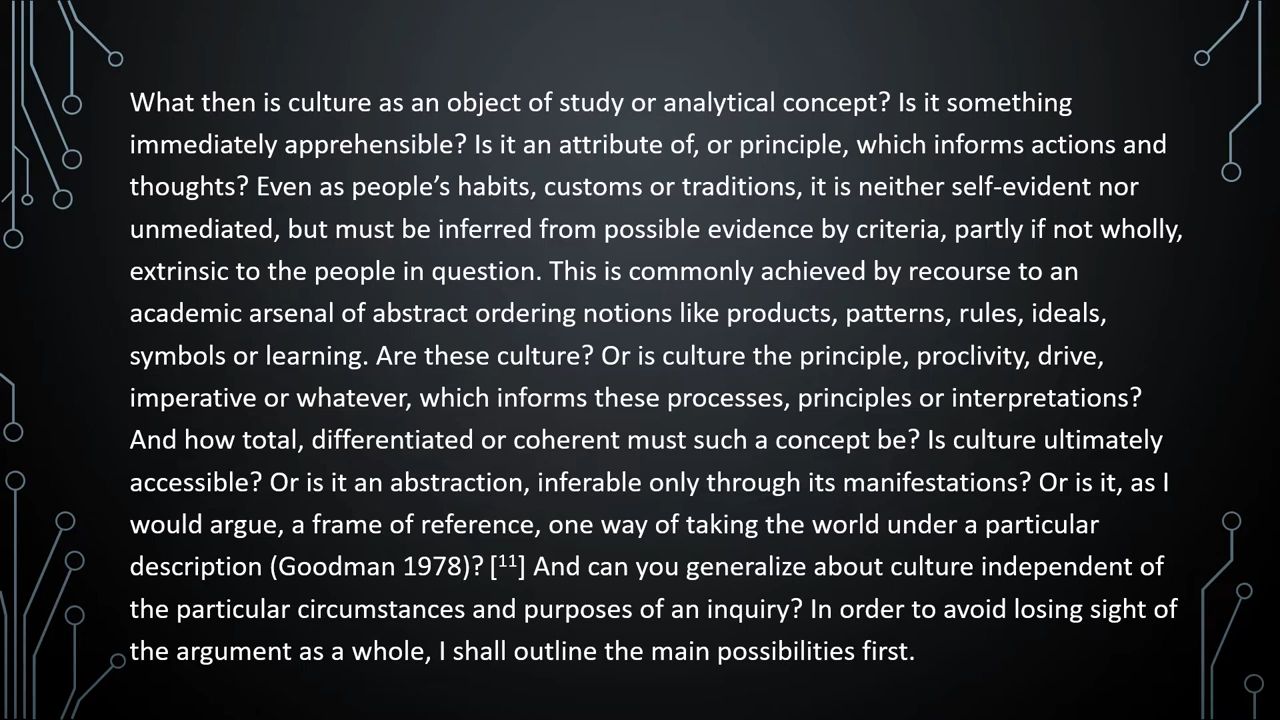 What then is culture as an object of study or analytical concept? Is it something
immediately apprehensible? Is it an attribute of, or principle, which informs actions and
thoughts? Even as people’s habits, customs or traditions, it is neither self-evident nor
unmediated, but must be inferred from possible evidence by criteria, partly if not wholly,
extrinsic to the people in question. This is commonly achieved by recourse to an
academic arsenal of abstract ordering notions like products, patterns, rules, ideals,
symbols or learning. Are these culture? Or is culture the principle, proclivity, drive,
imperative or whatever, which informs these processes, principles or interpretations?
And how total, differentiated or coherent must such a concept be? Is culture ultimately
accessible? Or is it an abstraction, inferable only through its manifestations? Or is it, as I
would argue, a frame of reference, one way of taking the world under a particular
description (Goodman 1978)? [¹¹] And can you generalize about culture independent of
the particular circumstances and purposes of an inquiry? In order to avoid losing sight of
the argument as a whole, I shall outline the main possibilities first.